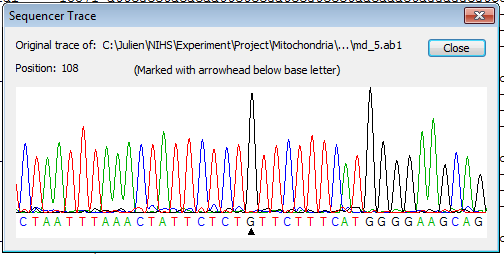 Sequencer Trace
Original trace of: C:\Julien\NIHS\Experiment\Project\Mitochondria\...\md_5.ab1
Close
Position: 108 (Marked with arrowhead below base letter)
CTAATTTAAACTATTCTCTGTTCTTTCATGGGGAAGCAG